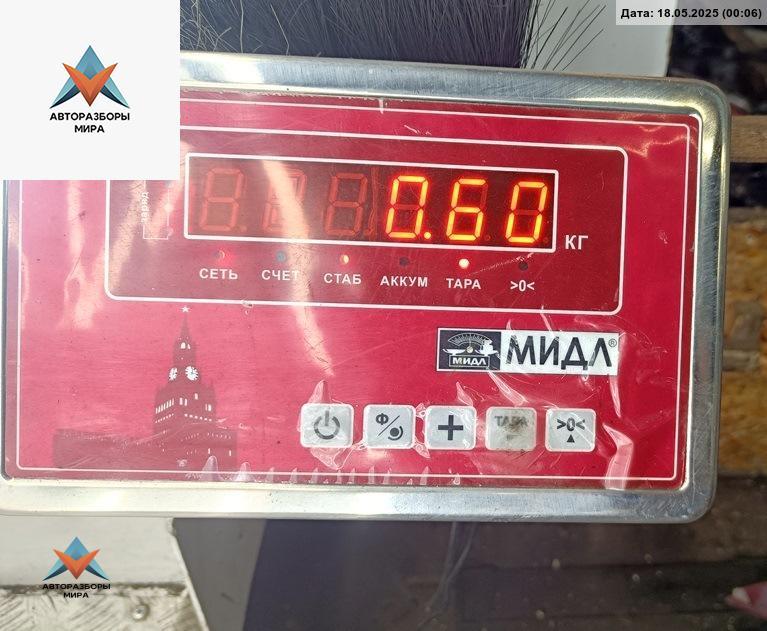 Дата: 18.05.2025 (00:06)
АВТОРАЗБОРЫ
МИРА
заряд
0.60
КГ
СЕТЬ СЧЕТ СТАБ АККУМ ТАРА >0<
МИДЛ МИДЛ®
Ф + ТАРА >0<
АВТОРАЗБОРЫ
МИРА